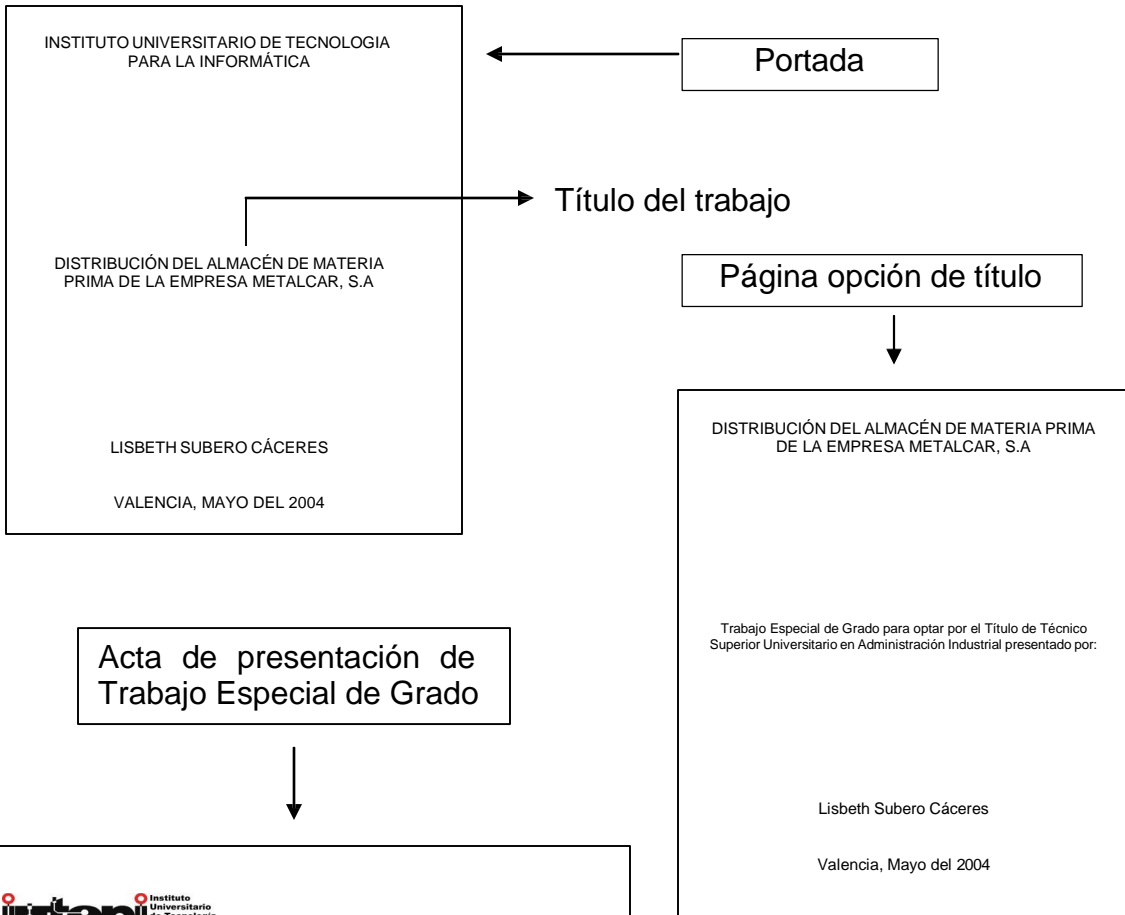 INSTITUTO UNIVERSITARIO DE TECNOLOGIA
PARA LA INFORMÁTICA
Portada
Título del trabajo
DISTRIBUCIÓN DEL ALMACÉN DE MATERIA
PRIMA DE LA EMPRESA METALCAR, S.A
LISBETH SUBERO CÁCERES
VALENCIA, MAYO DEL 2004
Página opción de título
DISTRIBUCIÓN DEL ALMACÉN DE MATERIA PRIMA
DE LA EMPRESA METALCAR, S.A
Trabajo Especial de Grado para optar por el Título de Técnico
Superior Universitario en Administración Industrial presentado por:
Lisbeth Subero Cáceres
Valencia, Mayo del 2004
Acta de presentación de
Trabajo Especial de Grado
Instituto
Universitario
de Tecnología